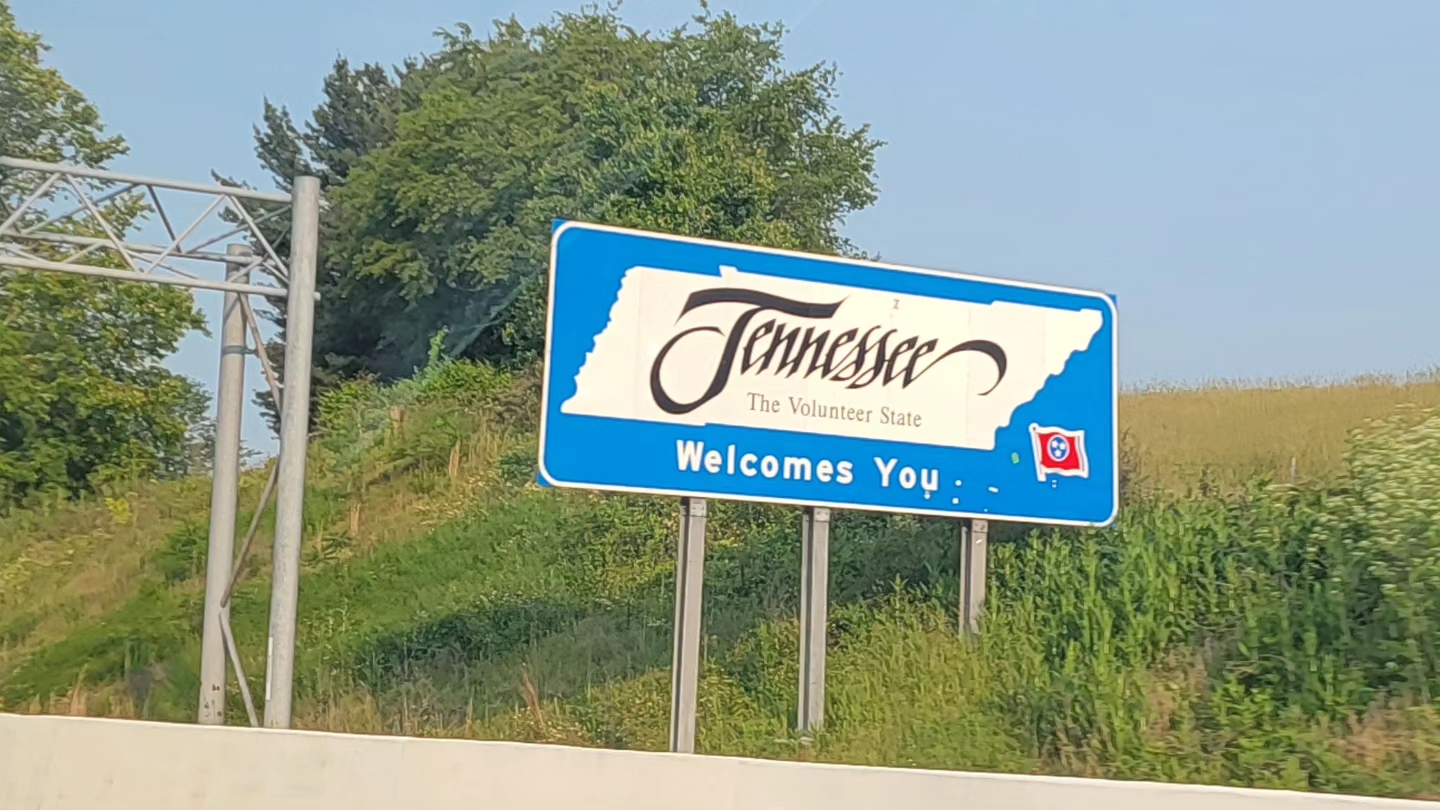 Tennessee
The Volunteer State
Welcomes You